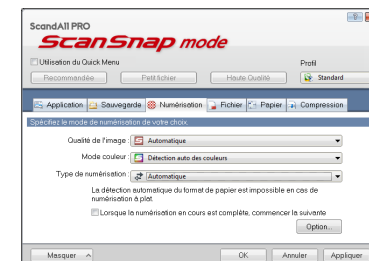 ScandAll PRO
ScanSnap mode
Utilisation du Quick Menu
Profil
Recommandée Petit fichier Haute Qualité Standard
Application Sauvegarde Numérisation Fichier Papier Compression
Spécifiez le mode de numérisation de votre choix.
Qualité de l'image : Automatique
Mode couleur : Détection auto des couleurs
Type de numérisation : Automatique
La détection automatique du format de papier est impossible en cas de
numérisation à plat.
Lorsque la numérisation en cours est complète, commencer la suivante
Option...
Masquer OK Annuler Appliquer